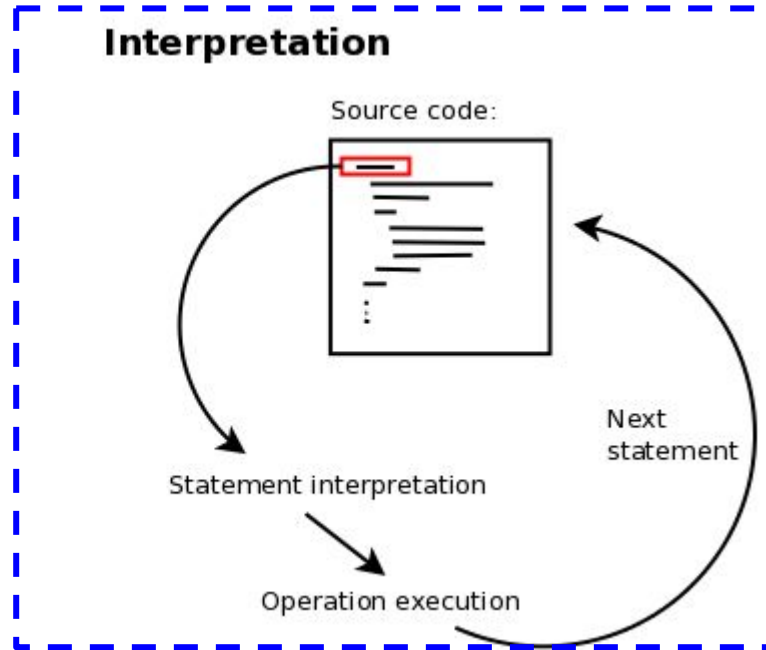 Interpretation
Source code:
Next
statement
Statement interpretation
Operation execution